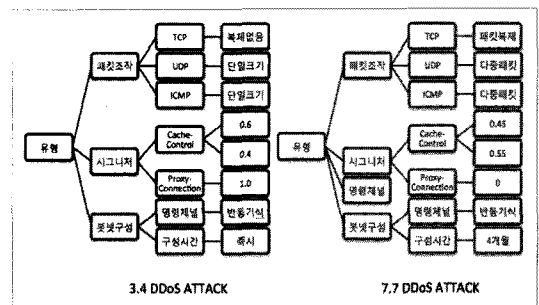 TCP
복제없음
패킷조작
UDP
단일크기
ICMP
단일크기
유형
시그니처
Cache-
Control
0.6
0.4
Proxy-
Connection
1.0
봇넷구성
명령채널
반동기식
구성시간
즉시
3.4 DDoS ATTACK
TCP
패킷복제
패킷조작
UDP
다중패킷
ICMP
다중패킷
유형
시그니처
Cache-
Control
0.45
0.55
Proxy-
Connection
0
명령채널
봇넷구성
명령채널
반동기식
구성시간
4개월
7.7 DDoS ATTACK